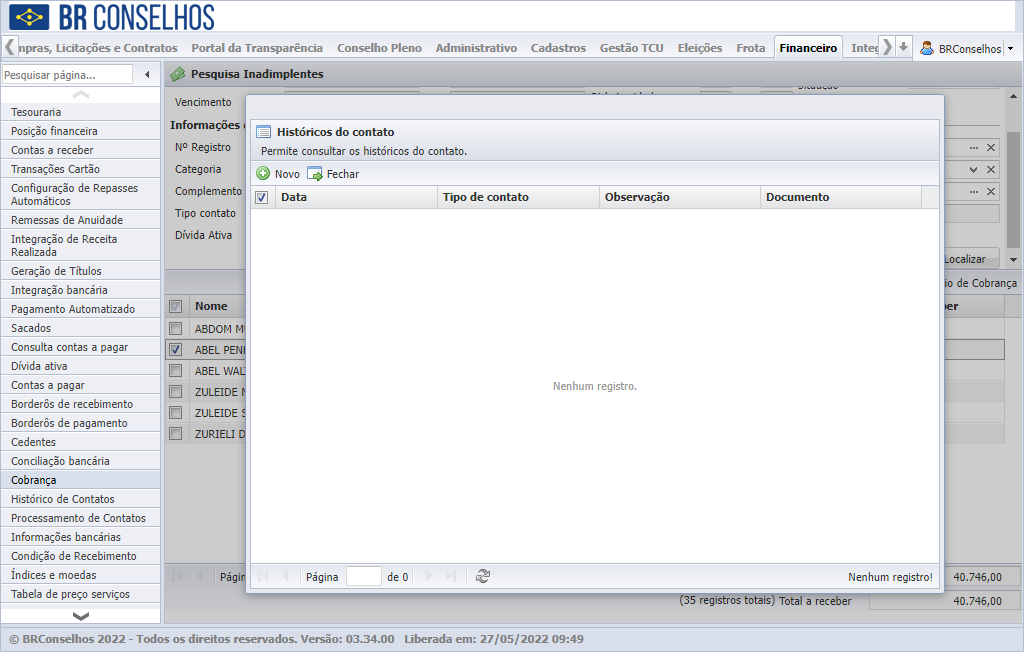 BR CONSELHOS
mpras, Licitações e Contratos Portal da Transparência Conselho Pleno Administrativo Cadastros Gestão TCU Eleições Frota Financeiro Integ BRConselhos
Pesquisar página...
Tesouraria
Posição financeira
Contas a receber
Transações Cartão
Configuração de Repasses
Automáticos
Remessas de Anuidade
Integração de Receita
Realizada
Geração de Títulos
Integração bancária
Pagamento Automatizado
Sacados
Consulta contas a pagar
Dívida ativa
Contas a pagar
Borderôs de recebimento
Borderôs de pagamento
Cedentes
Conciliação bancária
Cobrança
Histórico de Contatos
Processamento de Contatos
Informações bancárias
Condição de Recebimento
Índices e moedas
Tabela de preço serviços
Pesquisa Inadimplentes
Vencimento
Situação
Informações
Nº Registro
Categoria
Complemento
Tipo contato
Dívida Ativa
Localizar
io de Cobrança
Nome
ber
ABDOM M
ABEL PEN
ABEL WAL
ZULEIDE
ZULEIDE S
ZURIELI D
Históricos do contato
Permite consultar os históricos do contato.
Novo Fechar
Data Tipo de contato Observação Documento
Nenhum registro.
Página de 0 Nenhum registro!
Págin
40.746,00
(35 registros totais) Total a receber 40.746,00
© BRConselhos 2022 - Todos os direitos reservados. Versão: 03.34.00 Liberada em: 27/05/2022 09:49